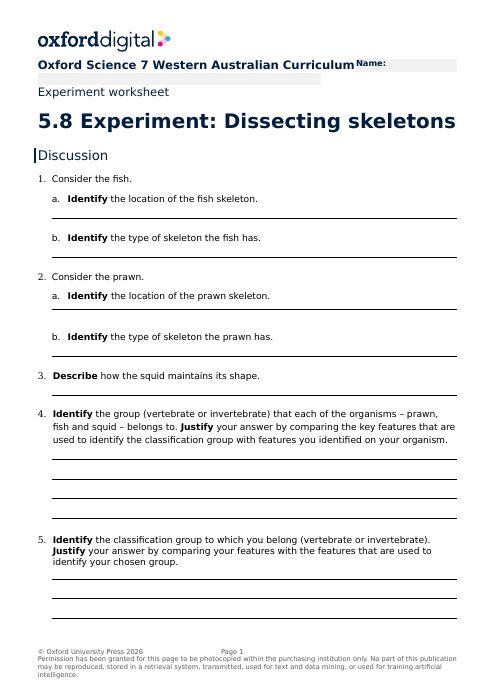 oxforddigital
Oxford Science 7 Western Australian Curriculum Name:
Experiment worksheet
5.8 Experiment: Dissecting skeletons
Discussion
1. Consider the fish.
a. Identify the location of the fish skeleton.
b. Identify the type of skeleton the fish has.
2. Consider the prawn.
a. Identify the location of the prawn skeleton.
b. Identify the type of skeleton the prawn has.
3. Describe how the squid maintains its shape.
4. Identify the group (vertebrate or invertebrate) that each of the organisms – prawn,
fish and squid – belongs to. Justify your answer by comparing the key features that are
used to identify the classification group with features you identified on your organism.
5. Identify the classification group to which you belong (vertebrate or invertebrate).
Justify your answer by comparing your features with the features that are used to
identify your chosen group.
© Oxford University Press 2026 Page 1
Permission has been granted for this page to be photocopied within the purchasing institution only. No part of this publication
may be reproduced, stored in a retrieval system, transmitted, used for text and data mining, or used for training artificial
intelligence.